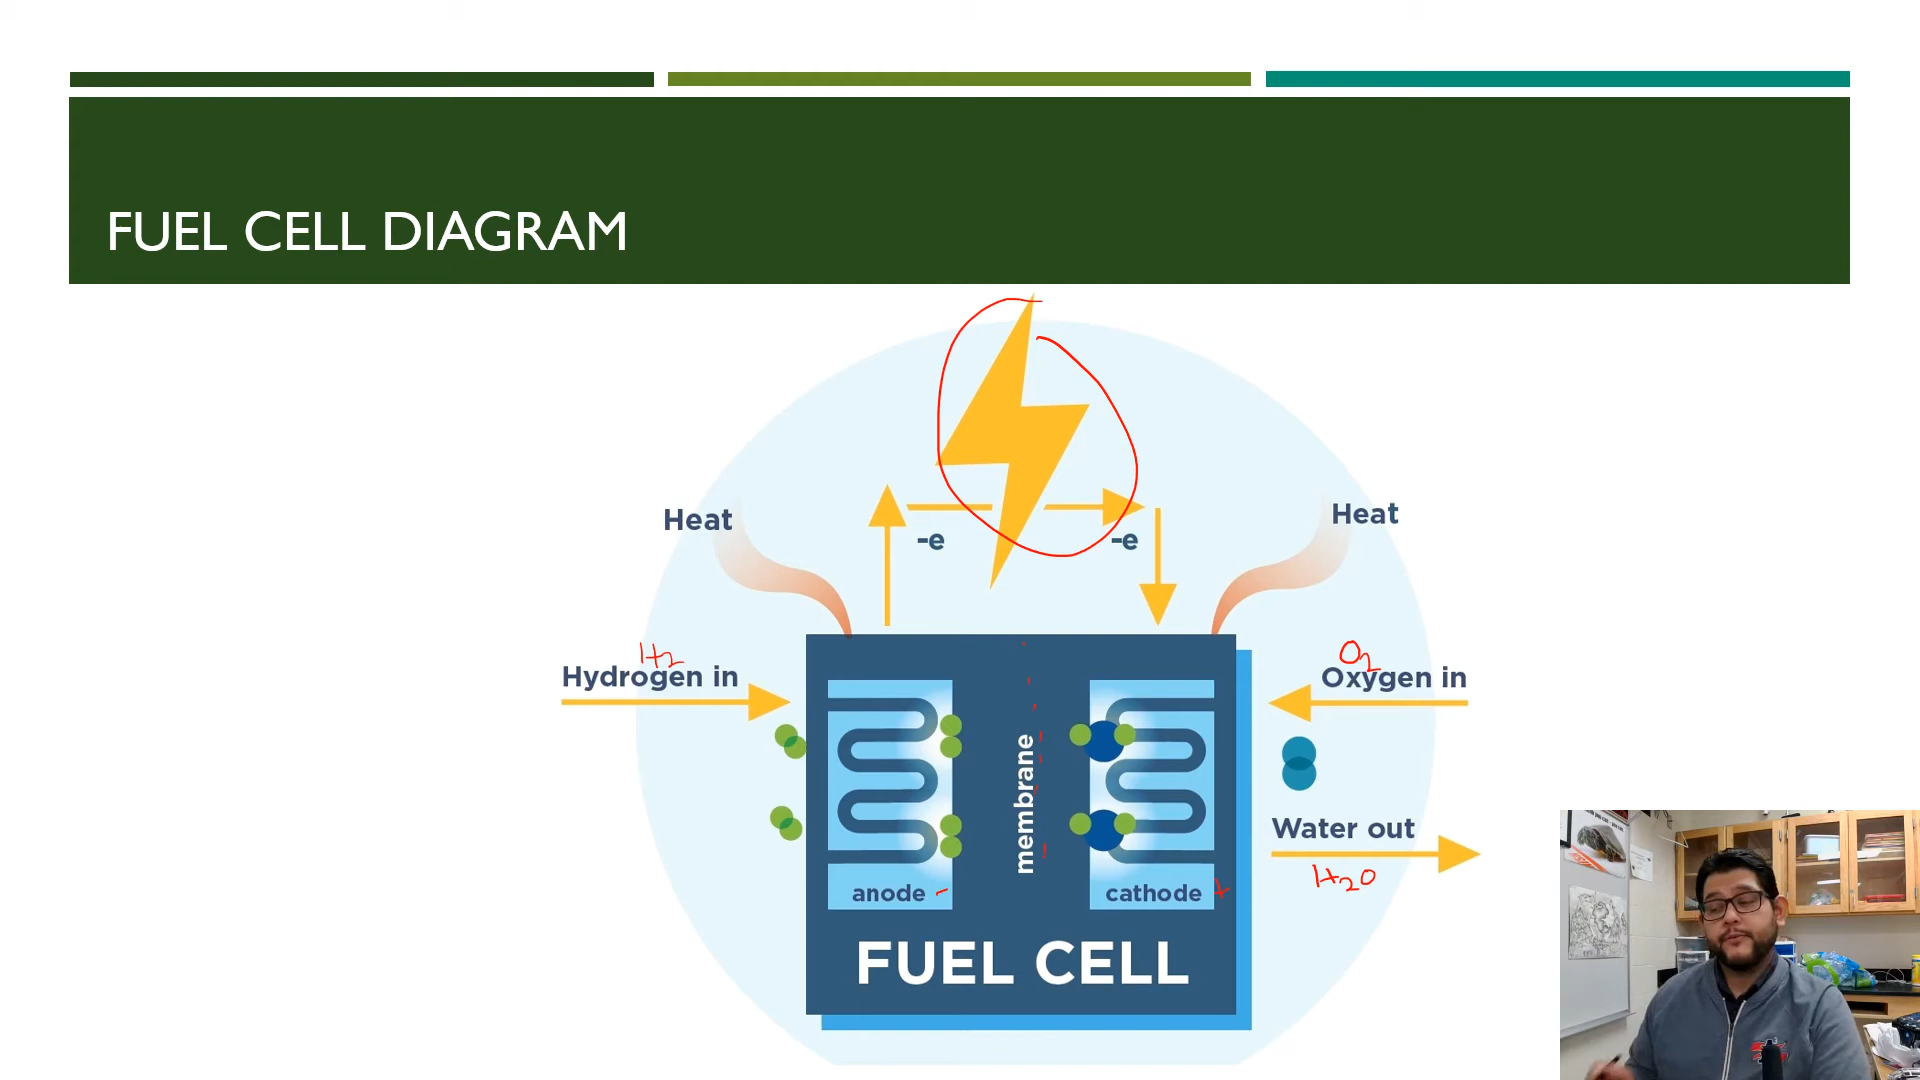 FUEL CELL DIAGRAM
Heat
Heat
-e
-e
H2
Hydrogen in
O2
Oxygen in
membrane
Water out
H2O
anode -
cathode +
FUEL CELL